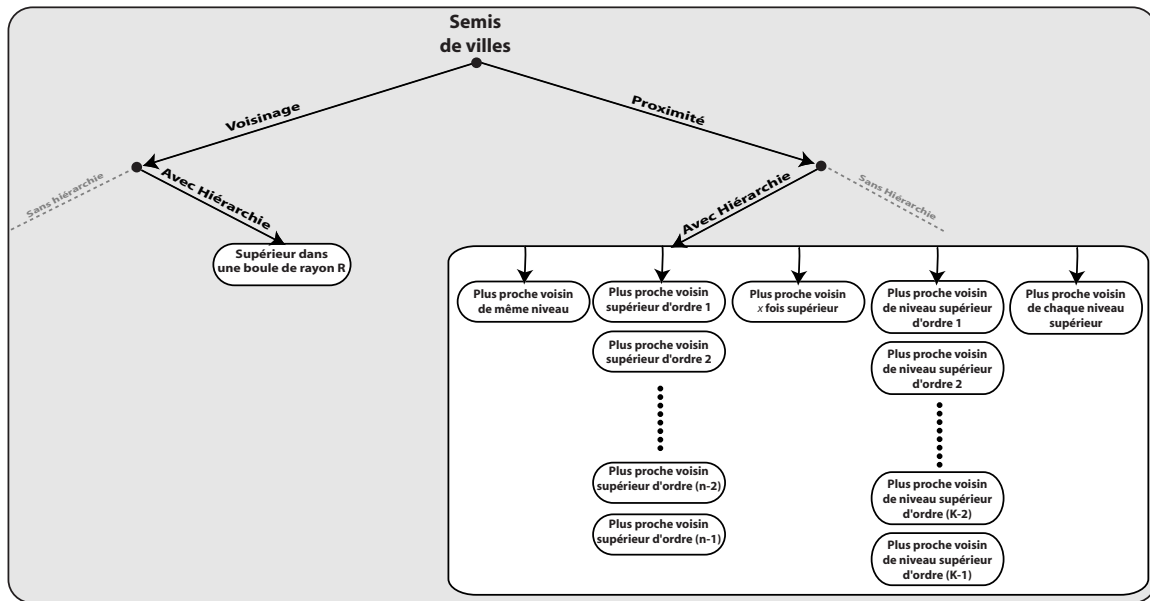 Semis
de villes
Voisinage
Proximité
Sans hiérarchie
Avec Hiérarchie
Avec Hiérarchie
Sans Hiérarchie
Supérieur dans
une boule de rayon R
Plus proche voisin
de même niveau
Plus proche voisin
supérieur d'ordre 1
Plus proche voisin
supérieur d'ordre 2
Plus proche voisin
supérieur d'ordre (n-2)
Plus proche voisin
supérieur d'ordre (n-1)
Plus proche voisin
x fois supérieur
Plus proche voisin
de niveau supérieur
d'ordre 1
Plus proche voisin
de niveau supérieur
d'ordre 2
Plus proche voisin
de niveau supérieur
d'ordre (K-2)
Plus proche voisin
de niveau supérieur
d'ordre (K-1)
Plus proche voisin
de chaque niveau
supérieur